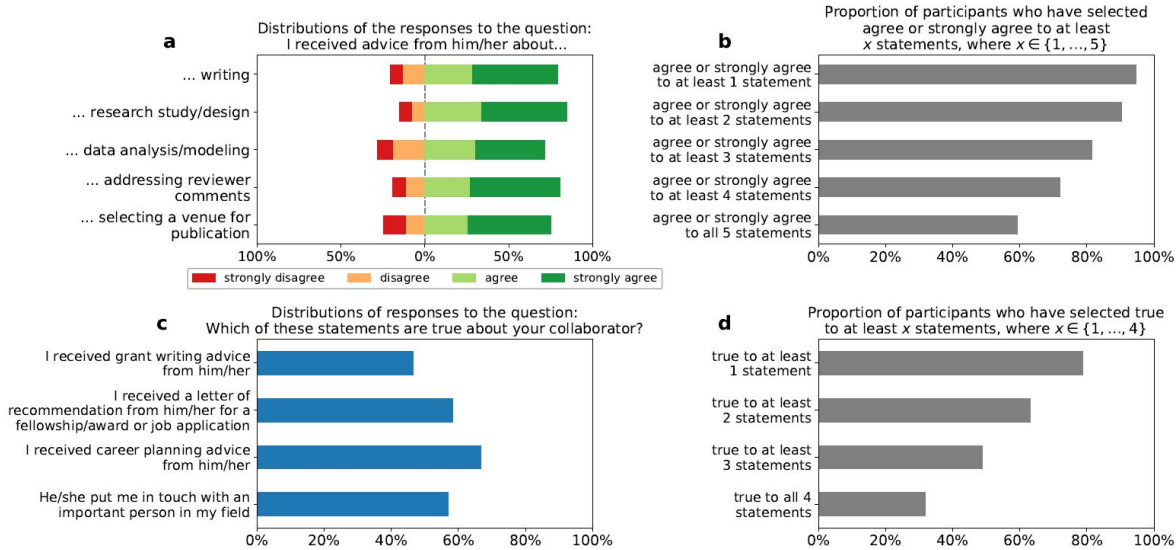 a
Distributions of the responses to the question:
I received advice from him/her about...
... writing
... research study/design
... data analysis/modeling
... addressing reviewer
comments
... selecting a venue for
publication
100%
50%
0%
50%
100%
strongly disagree
disagree
agree
strongly agree
b
Proportion of participants who have selected
agree or strongly agree to at least
x statements, where x ∈ {1, ..., 5}
agree or strongly agree
to at least 1 statement
agree or strongly agree
to at least 2 statements
agree or strongly agree
to at least 3 statements
agree or strongly agree
to at least 4 statements
agree or strongly agree
to all 5 statements
0%
20%
40%
60%
80%
100%
c
Distributions of responses to the question:
Which of these statements are true about your collaborator?
I received grant writing advice
from him/her
I received a letter of
recommendation from him/her for a
fellowship/award or job application
I received career planning advice
from him/her
He/she put me in touch with an
important person in my field
0%
20%
40%
60%
80%
100%
d
Proportion of participants who have selected true
to at least x statements, where x ∈ {1, ..., 4}
true to at least
1 statement
true to at least
2 statements
true to at least
3 statements
true to all 4
statements
0%
20%
40%
60%
80%
100%